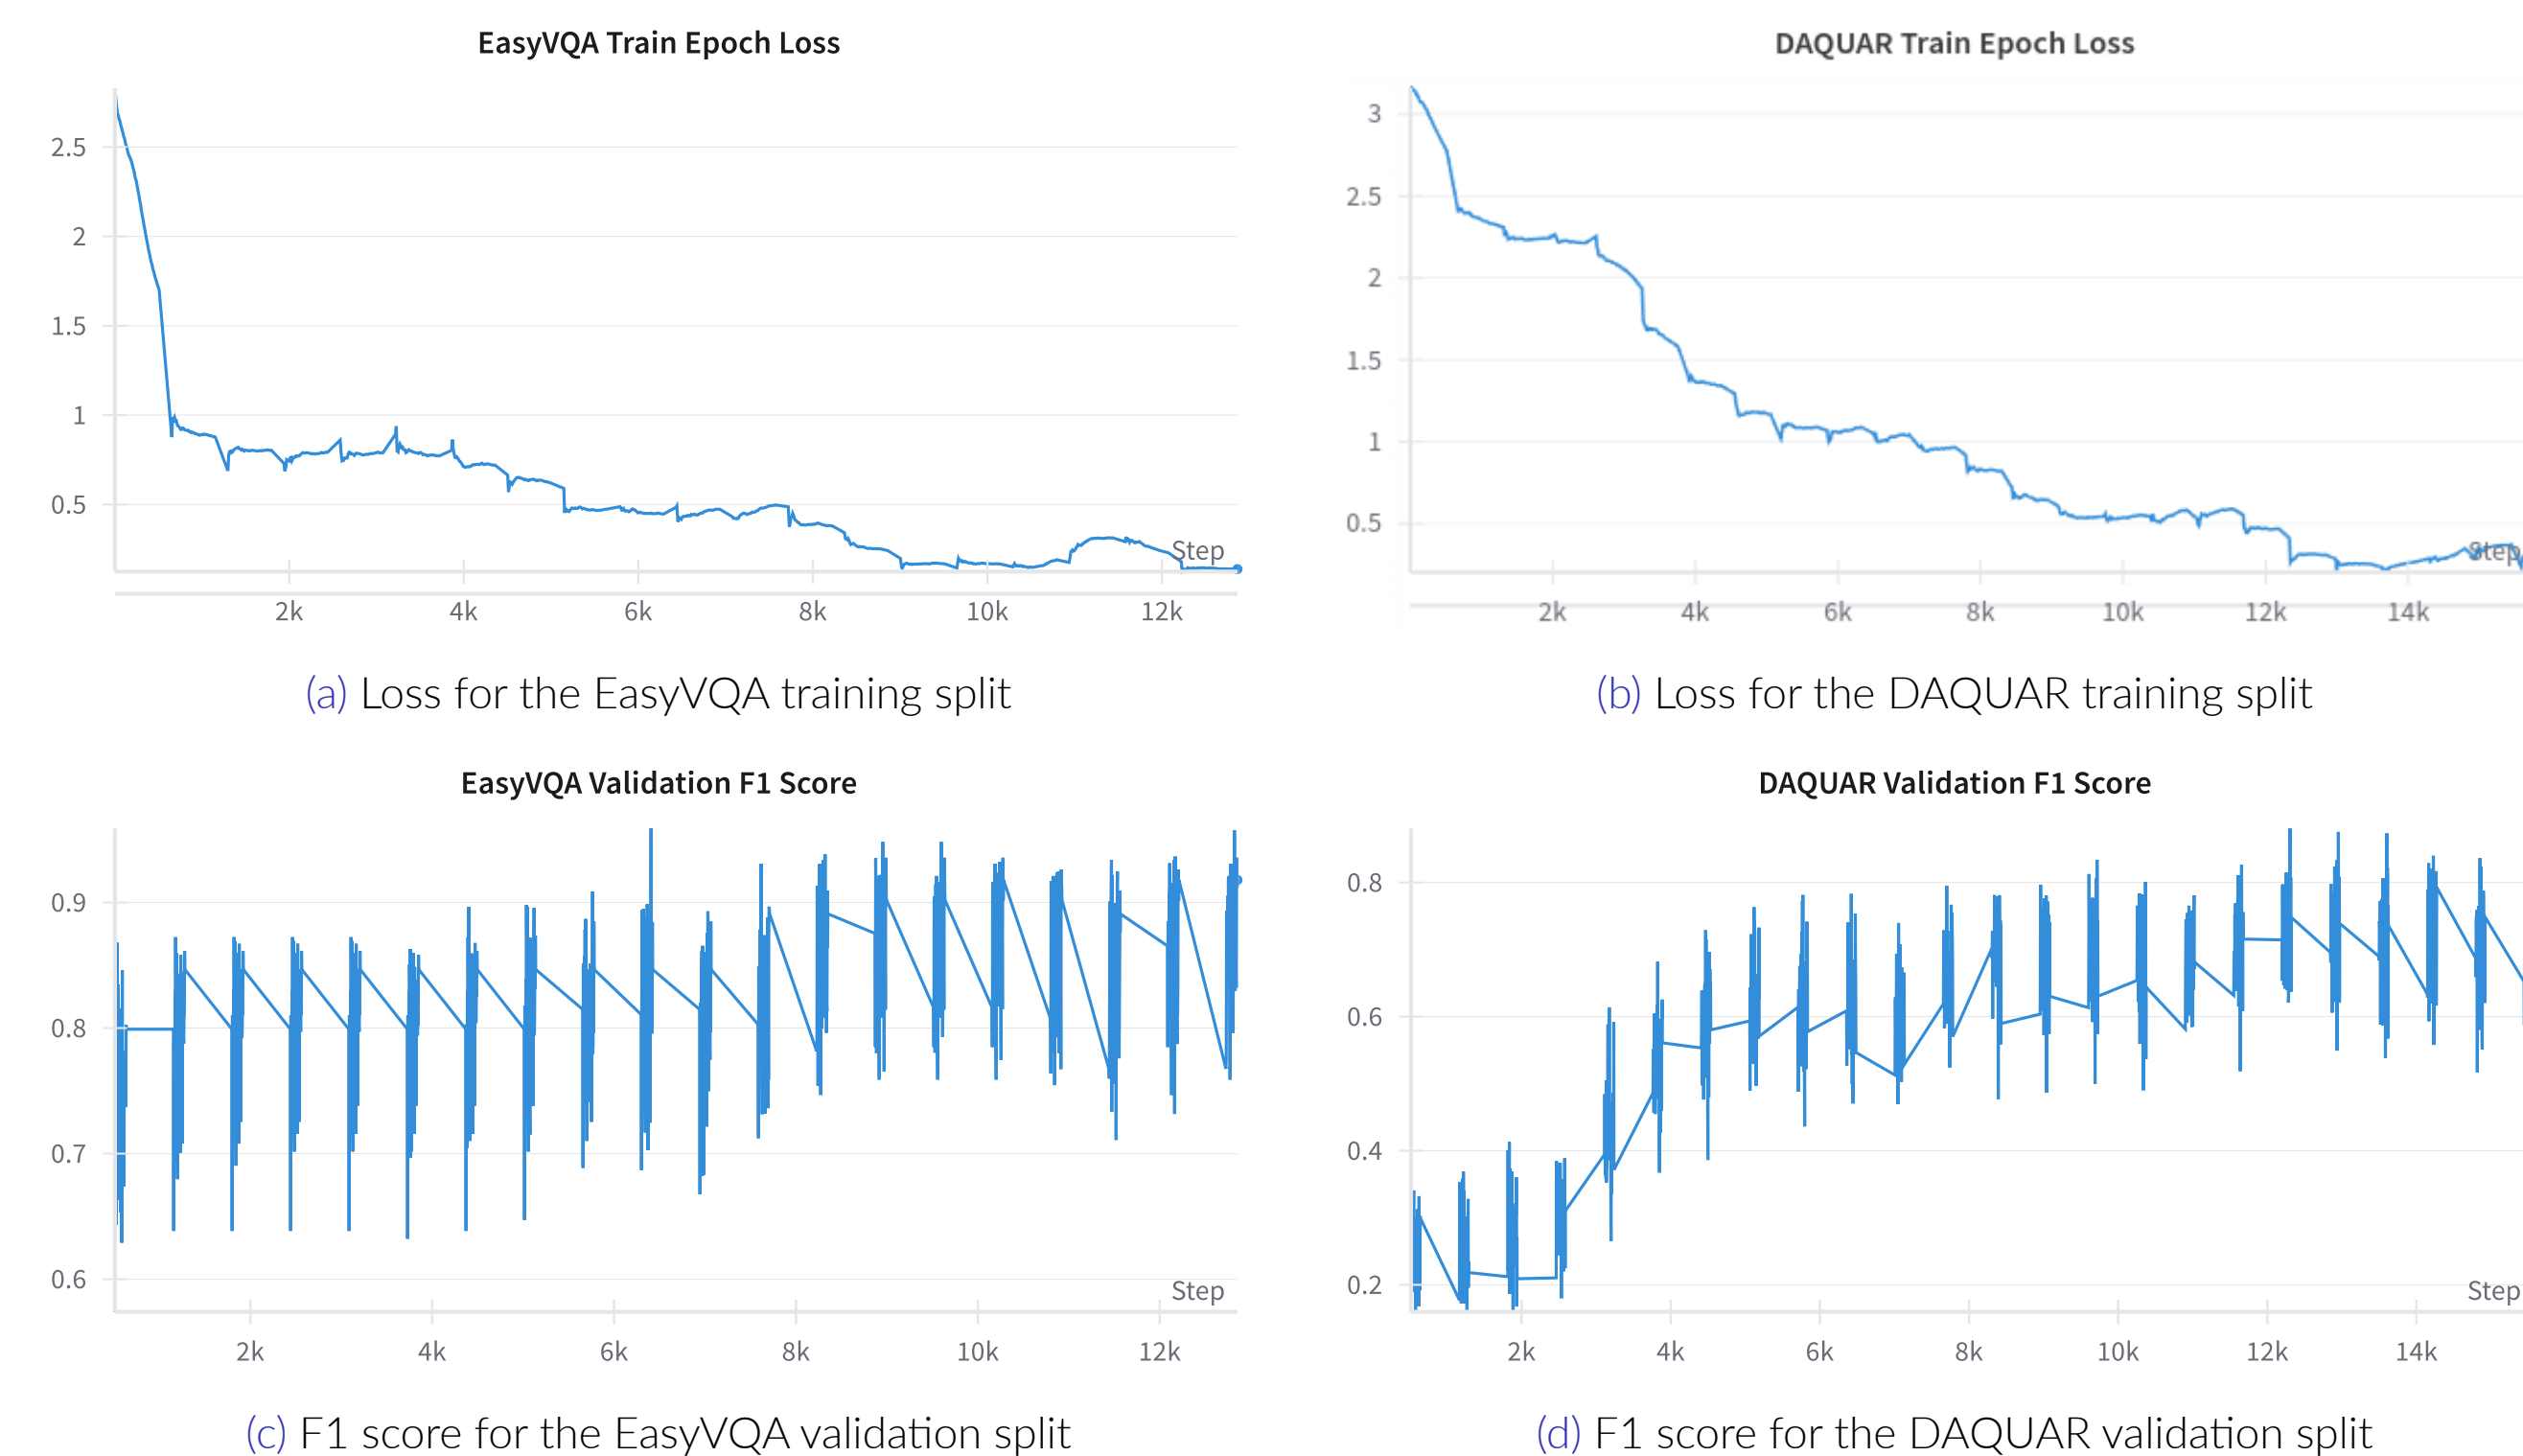 EasyVQA Train Epoch Loss
2.5
2
1.5
1
0.5
Step
2k 4k 6k 8k 10k 12k
(a) Loss for the EasyVQA training split
DAQUAR Train Epoch Loss
3
2.5
2
1.5
1
0.5
Step
2k 4k 6k 8k 10k 12k 14k
(b) Loss for the DAQUAR training split
EasyVQA Validation F1 Score
0.9
0.8
0.7
0.6
Step
2k 4k 6k 8k 10k 12k
(c) F1 score for the EasyVQA validation split
DAQUAR Validation F1 Score
0.8
0.6
0.4
0.2
Step
2k 4k 6k 8k 10k 12k 14k
(d) F1 score for the DAQUAR validation split